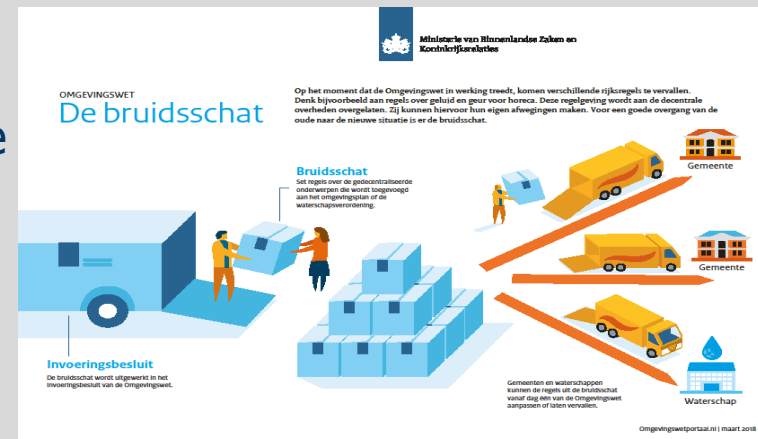 Ministerie van Binnenlandse Zaken en
Koninkrijksrelaties
OMGEVINGSWET
De bruidsschat
Op het moment dat de Omgevingswet in werking treedt, komen verschillende rijksregels te vervallen.
Denk bijvoorbeeld aan regels over geluid en geur voor horeca. Deze regelgeving wordt aan de decentrale
overheden overgelaten. Zij kunnen hiervoor hun eigen afwegingen maken. Voor een goede overgang van de
oude naar de nieuwe situatie is er de bruidsschat.
e
Bruidsschat
Set regels over de gedecentraliseerde
onderwerpen die wordt toegevoegd
aan het omgevingsplan of de
waterschapsverordening.
Gemeente
Gemeente
Waterschap
Invoeringsbesluit
De bruidsschat wordt uitgewerkt in het
Invoeringsbesluit van de Omgevingswet.
Gemeenten en waterschappen
kunnen de regels uit de bruidsschat
vanaf dag één van de Omgevingswet
aanpassen of laten vervallen.
Omgevingswetportaal.nl | maart 2018